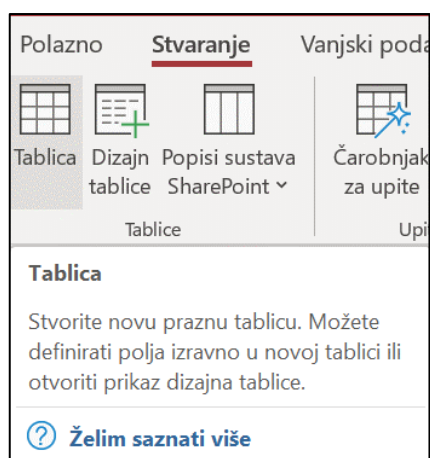 Polazno Stvaranje Vanjski poda
Tablica Dizajn tablice Popisi sustava SharePoint Čarobnjak za upite
Tablice Upi
Tablica
Stvorite novu praznu tablicu. Možete
definirati polja izravno u novoj tablici ili
otvoriti prikaz dizajna tablice.
Želim saznati više